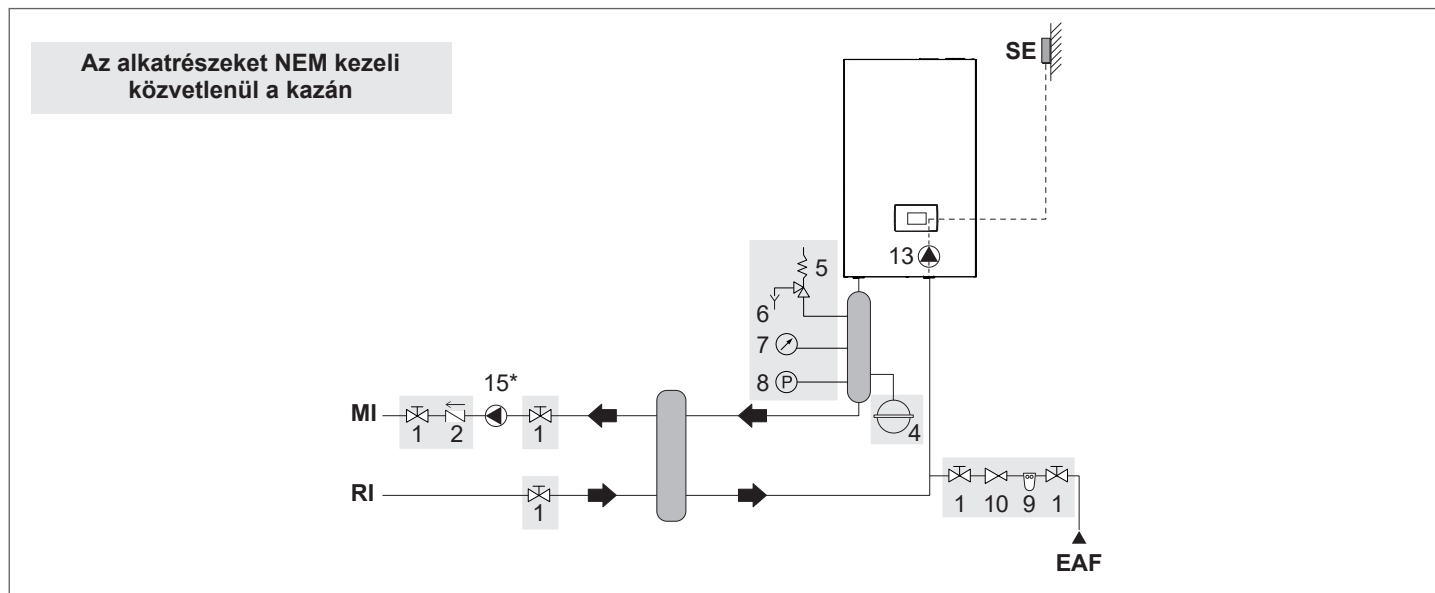 Az alkatrészeket NEM kezeli
közvetlenül a kazán
SE
13
5
6
7
8 P
15*
MI
1
2
1
4
RI
1
1
10
9
1
EAF